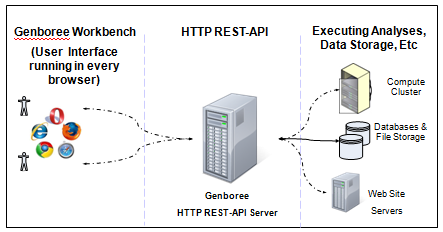 Genboree Workbench
(User Interface
running in every
browser)
HTTP REST-API
Genboree
HTTP REST-API Server
Executing Analyses,
Data Storage, Etc
Compute
Cluster
Databases &
File Storage
Web Site
Servers